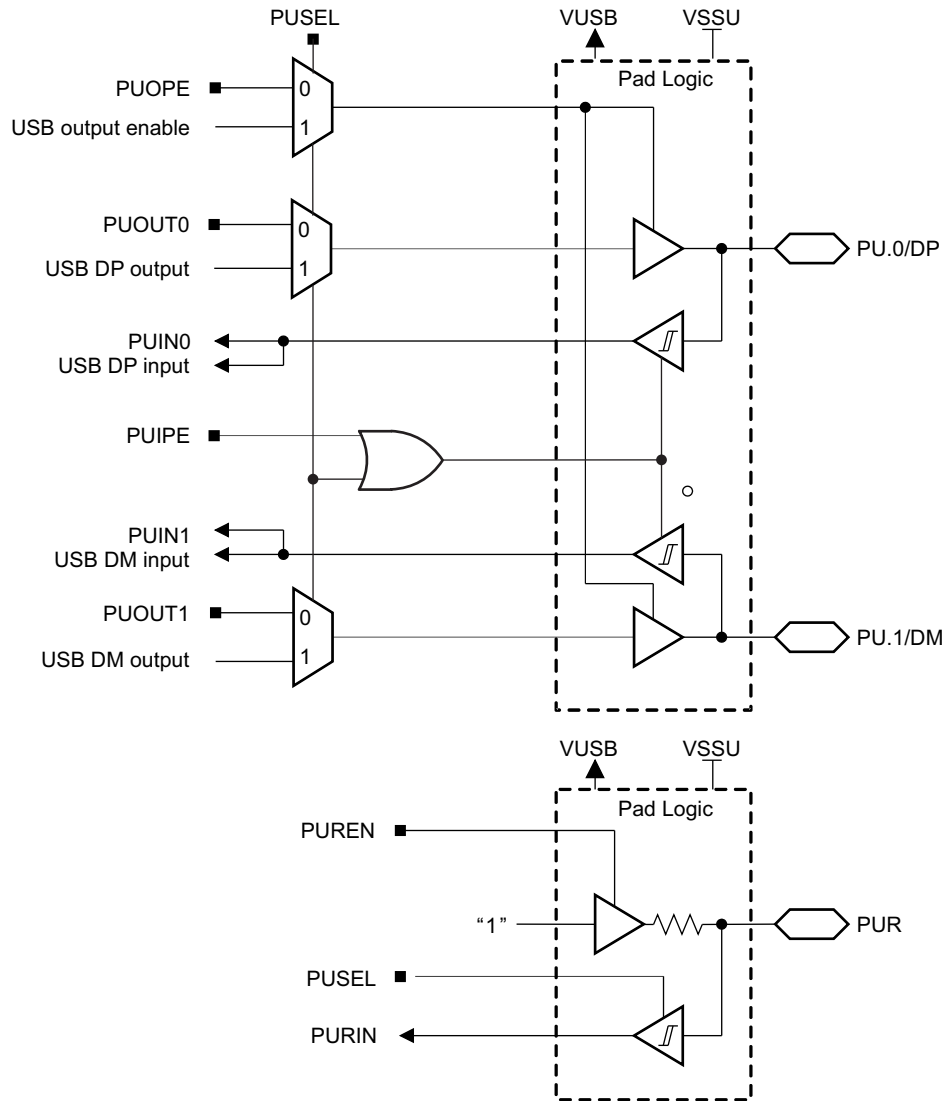 PUSEL
VUSB
VSSU
Pad Logic
PUOPE
0
USB output enable
1
PUOUT0
0
PU.0/DP
USB DP output
1
PUIN0
USB DP input
PUIPE
PUIN1
USB DM input
PUOUT1
0
PU.1/DM
USB DM output
1
VUSB
VSSU
Pad Logic
PUREN
“1”
PUR
PUSEL
PURIN